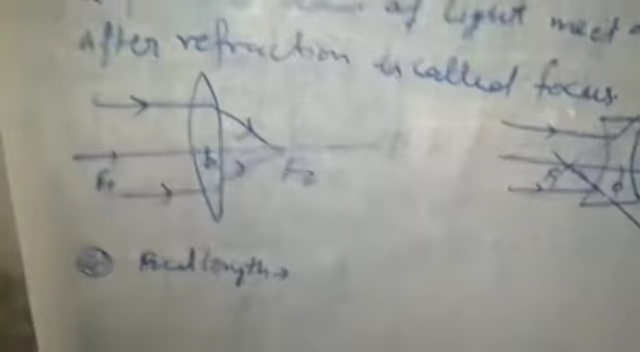 of light meet
after refraction is called focus.
F1
F2
Focal length →